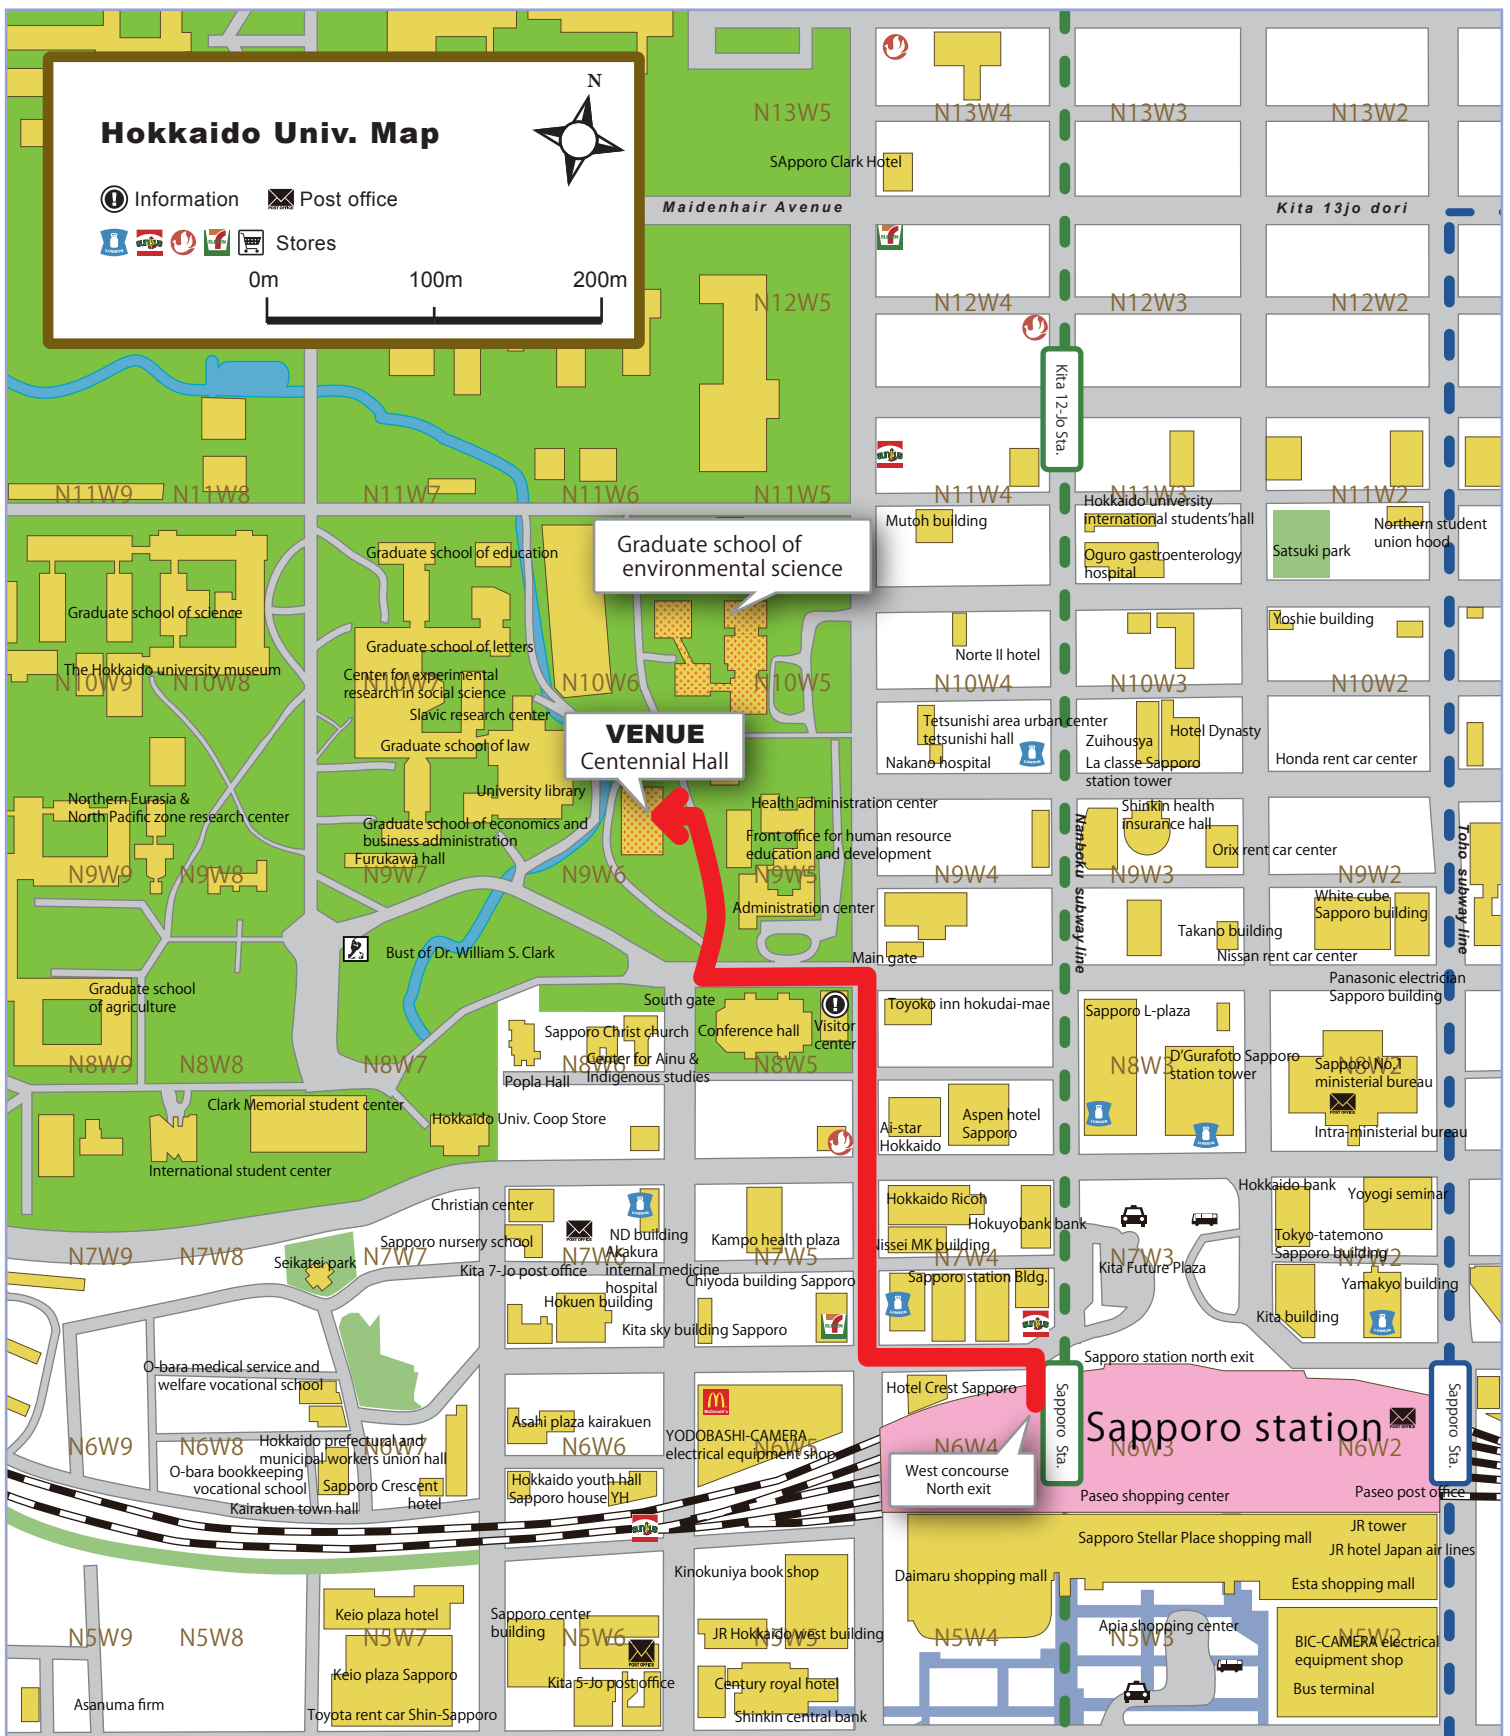 N
Hokkaido Univ. Map
Information
Post office
Stores
0m
100m
200m
N13W5
N13W4
N13W3
N13W2
SApporo Clark Hotel
Maidenhair Avenue
Kita 13jo dori
N12W5
N12W4
N12W3
N12W2
Kita 12-Jo Sta.
N11W9
N11W8
N11W7
N11W6
N11W5
N11W4
N11W3
N11W2
Hokkaido university
international students'hall
Mutoh building
Northern student
union hood
Oguro gastroenterology
hospital
Satsuki park
Graduate school of
environmental science
Graduate school of education
Graduate school of science
Graduate school of letters
The Hokkaido university museum
Center for experimental
research in social science
Slavic research center
Graduate school of law
Yoshie building
Norte II hotel
N10W9
N10W8
N10W7
N10W6
N10W5
N10W4
N10W3
N10W2
VENUE
Centennial Hall
Tetsunishi area urban center
tetsunishi hall
Nakano hospital
Zuihousya
Hotel Dynasty
La classe Sapporo
station tower
Honda rent car center
University library
Northern Eurasia &
North Pacific zone research center
Graduate school of economics and
business administration
Furukawa hall
Health administration center
Front office for human resource
education and development
Shinkin health
insurance hall
Orix rent car center
Nanboku subway line
Toho subway line
N9W9
N9W8
N9W7
N9W6
N9W5
N9W4
N9W3
N9W2
Administration center
White cube
Sapporo building
Takano building
Nissan rent car center
Bust of Dr. William S. Clark
Main gate
Panasonic electrician
Sapporo building
Graduate school
of agriculture
South gate
Sapporo Christ church
Conference hall
Visitor
center
Toyoko inn hokudai-mae
Sapporo L-plaza
Center for Ainu &
Indigenous studies
Popla Hall
D'Gurafoto Sapporo
station tower
Sapporo No,1
ministerial bureau
Intra-ministerial bureau
N8W9
N8W8
N8W7
N8W6
N8W5
N8W3
N8W2
Clark Memorial student center
Hokkaido Univ. Coop Store
Ai-star
Hokkaido
Aspen hotel
Sapporo
International student center
Christian center
Sapporo nursery school
ND building
Akakura
internal medicine
hospital
Kampo health plaza
Hokkaido Ricoh
Hokuyobank bank
Nissei MK building
Hokkaido bank
Yoyogi seminar
Tokyo-tatemono
Sapporo building
N7W9
N7W8
N7W7
N7W6
N7W5
N7W4
N7W3
N7W2
Seikatei park
Kita 7-Jo post office
Chiyoda building Sapporo
Sapporo station Bldg.
Kita Future Plaza
Yamakyo building
Hokuen building
Kita sky building Sapporo
Kita building
O-bara medical service and
welfare vocational school
Sapporo station north exit
Hotel Crest Sapporo
Sapporo Sta.
Sapporo station
Sapporo Sta.
McDonald's
Asahi plaza kairakuen
YODOBASHI-CAMERA
electrical equipment shop
N6W9
N6W8
N6W7
N6W6
N6W5
N6W4
N6W3
N6W2
Hokkaido prefectural and
municipal workers union hall
O-bara bookkeeping
vocational school
Sapporo Crescent
hotel
Kairakuen town hall
Hokkaido youth hall
Sapporo house YH
West concourse
North exit
Paseo shopping center
Paseo post office
JR tower
Sapporo Stellar Place shopping mall
JR hotel Japan air lines
Esta shopping mall
Daimaru shopping mall
Kinokuniya book shop
Keio plaza hotel
Sapporo center
building
JR Hokkaido west building
Apia shopping center
N5W9
N5W8
N5W7
N5W6
N5W5
N5W4
N5W3
N5W2
BIC-CAMERA electrical
equipment shop
Bus terminal
Keio plaza Sapporo
Kita 5-Jo post office
Century royal hotel
Asanuma firm
Toyota rent car Shin-Sapporo
Shinkin central bank